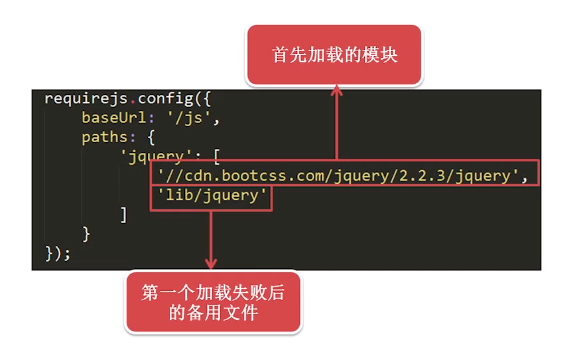 首先加载的模块
requirejs.config({
    baseUrl: '/js',
    paths: {
        'jquery': [
            '//cdn.bootcss.com/jquery/2.2.3/jquery',
            'lib/jquery'
        ]
    }
});
第一个加载失败后
的备用文件